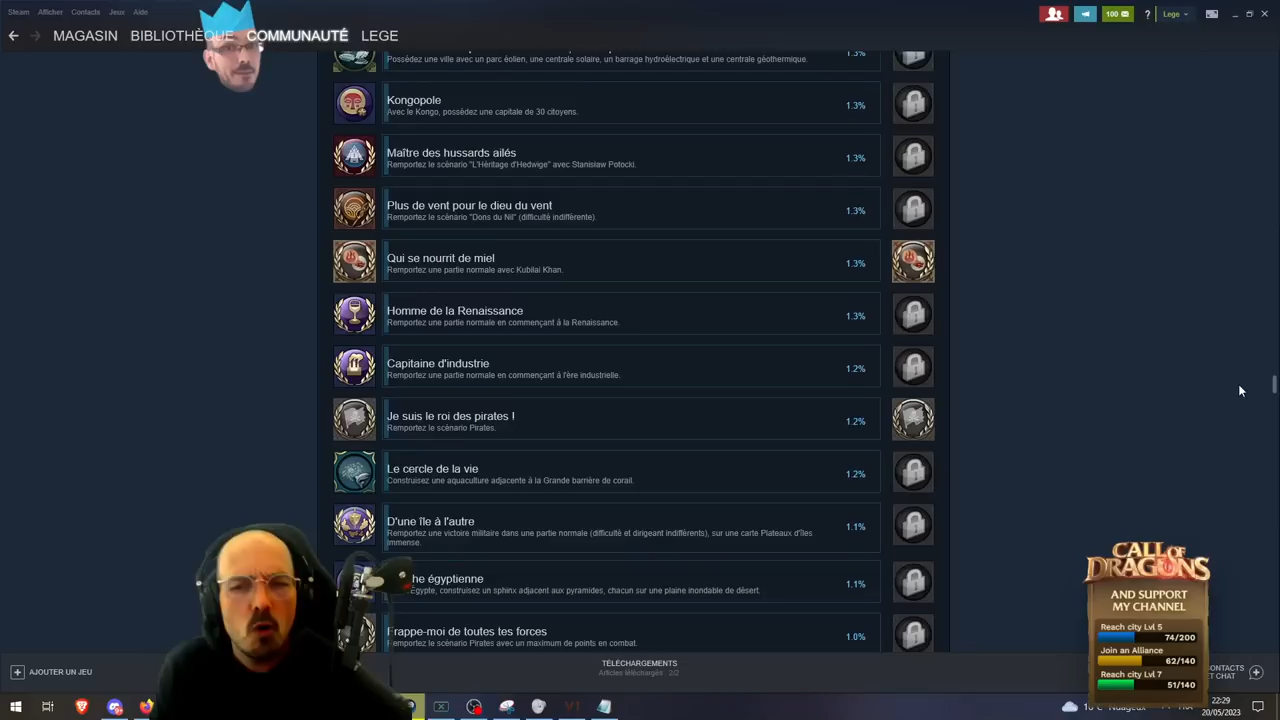 Steam Afficher Contacts Jeux Aide
100
?
Lege
MAGASIN BIBLIOTHÈQUE COMMUNAUTÉ LEGE
Possédez une ville avec un parc éolien, une centrale solaire, un barrage hydroélectrique et une centrale géothermique.
1.3%
Kongopole
Avec le Kongo, possédez une capitale de 30 citoyens.
1.3%
Maître des hussards ailés
Remportez le scénario "L'Héritage d'Hedwige" avec Stanisław Potocki.
1.3%
Plus de vent pour le dieu du vent
Remportez le scénario "Dons du Nil" (difficulté indifférente).
1.3%
Qui se nourrit de miel
Remportez une partie normale avec Kubilai Khan.
1.3%
Homme de la Renaissance
Remportez une partie normale en commençant à la Renaissance.
1.3%
Capitaine d'industrie
Remportez une partie normale en commençant à l'ère industrielle.
1.2%
Je suis le roi des pirates !
Remportez le scénario Pirates.
1.2%
Le cercle de la vie
Construisez une aquaculture adjacente à la Grande barrière de corail.
1.2%
D'une île à l'autre
Remportez une victoire militaire dans une partie normale (difficulté et dirigeant indifférents), sur une carte Plateaux d'îles
immense.
1.1%
égyptienne
Égypte, construisez un sphinx adjacent aux pyramides, chacun sur une plaine inondable de désert.
1.1%
Frappe-moi de toutes tes forces
Remportez le scénario Pirates avec un maximum de points en combat.
1.0%
CALL OF
DRAGONS
AND SUPPORT
MY CHANNEL
Reach city Lvl 5
74/200
Join an Alliance
62/140
Reach city Lvl 7
51/140
AJOUTER UN JEU
TÉLÉCHARGEMENTS
Articles téléchargés : 2/2
CONTACTS
ET CHAT
Nuageux
22:29
20/05/2023